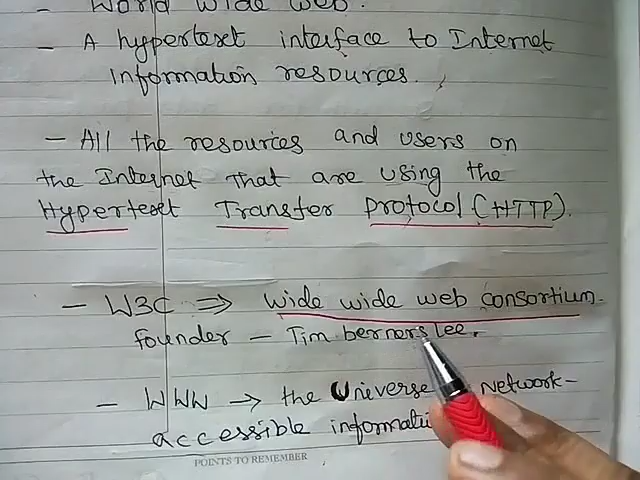 - World Wide Web.
- A hypertext interface to Internet
information resources.
- All the resources and users on
the Internet that are using the
Hypertext Transfer Protocol (HTTP).
- W3C ⇒ wide wide web consortium.
founder - Tim berners lee.
- WWW → the Universe Network-
accessible
POINTS TO REMEMBER